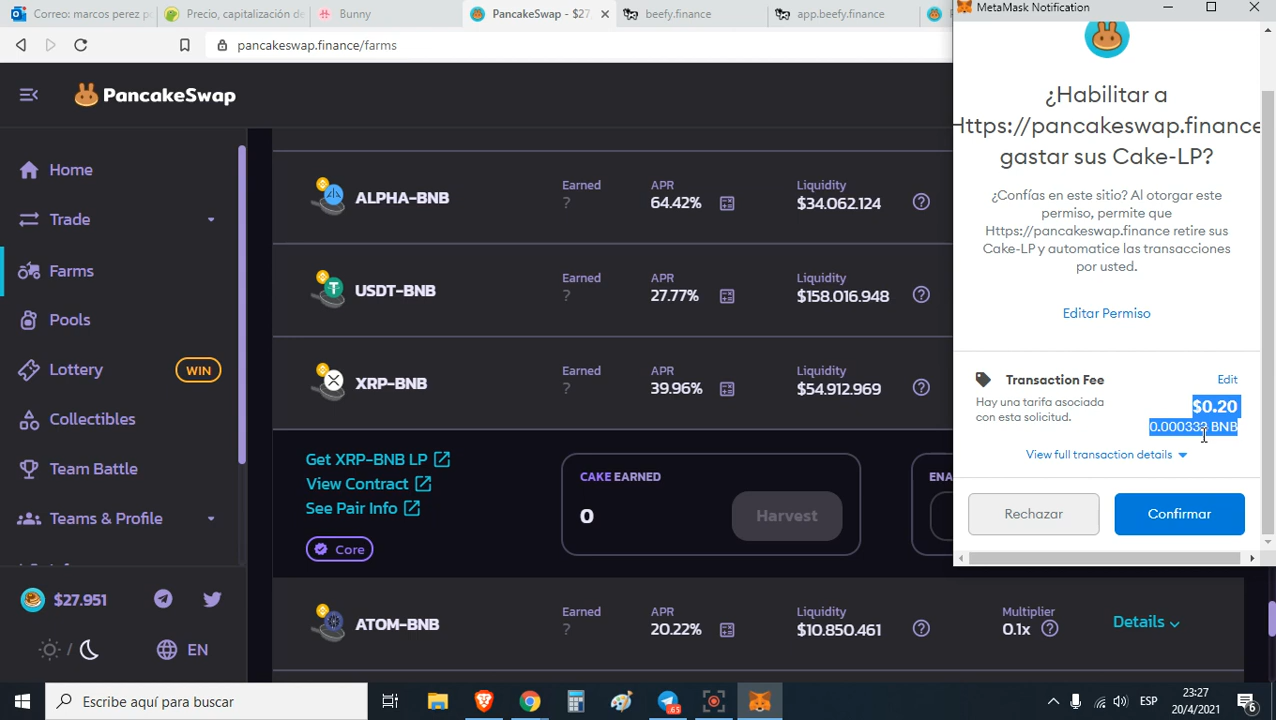 Correo: marcos perez p
Precio, capitalización de
Bunny
PancakeSwap - $27
beefy.finance
app.beefy.finance
MetaMask Notification
pancakeswap.finance/farms
PancakeSwap
Home
Trade
Farms
Pools
Lottery
WIN
Collectibles
Team Battle
Teams & Profile
$27.951
EN
ALPHA-BNB
Earned
?
APR
64.42%
Liquidity
$34.062.124
USDT-BNB
Earned
?
APR
27.77%
Liquidity
$158.016.948
XRP-BNB
Earned
?
APR
39.96%
Liquidity
$54.912.969
Get XRP-BNB LP
View Contract
See Pair Info
Core
CAKE EARNED
0
Harvest
ENA
ATOM-BNB
Earned
?
APR
20.22%
Liquidity
$10.850.461
Multiplier
0.1x
Details
¿Habilitar a
Https://pancakeswap.finance
gastar sus Cake-LP?
¿Confías en este sitio? Al otorgar este
permiso, permite que
Https://pancakeswap.finance retire sus
Cake-LP y automatice las transacciones
por usted.
Editar Permiso
Transaction Fee
Edit
Hay una tarifa asociada
con esta solicitud.
$0.20
0.000333 BNB
View full transaction details
Rechazar
Confirmar
Escribe aquí para buscar
65
ESP
23:27
20/4/2021
6